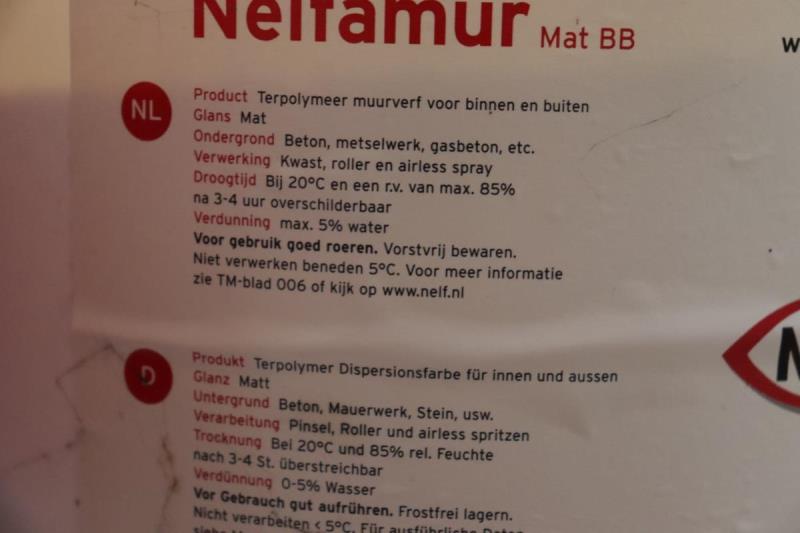 Nelfamur Mat BB
NL
Product Terpolymeer muurverf voor binnen en buiten
Glans Mat
Ondergrond Beton, metselwerk, gasbeton, etc.
Verwerking Kwast, roller en airless spray
Droogtijd Bij 20°C en een r.v. van max. 85%
na 3-4 uur overschilderbaar
Verdunning max. 5% water
Voor gebruik goed roeren. Vorstvrij bewaren.
Niet verwerken beneden 5°C. Voor meer informatie
zie TM-blad 006 of kijk op www.nelf.nl
D
Produkt Terpolymer Dispersionsfarbe für innen und aussen
Glanz Matt
Untergrund Beton, Mauerwerk, Stein, usw.
Verarbeitung Pinsel, Roller und airless spritzen
Trocknung Bei 20°C und 85% rel. Feuchte
nach 3-4 St. überstreichbar
Verdünnung 0-5% Wasser
Vor Gebrauch gut aufrühren. Frostfrei lagern.
Nicht verarbeiten < 5°C. Für ausführliche Daten